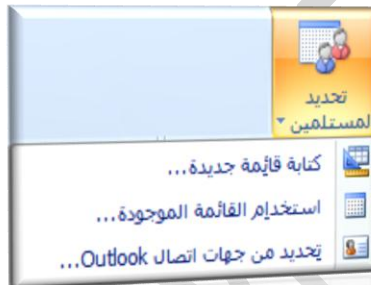 تحديد
المستلمين
كتابة قائمة جديدة...
استخدام القائمة الموجودة...
تحديد من جهات اتصال Outlook...